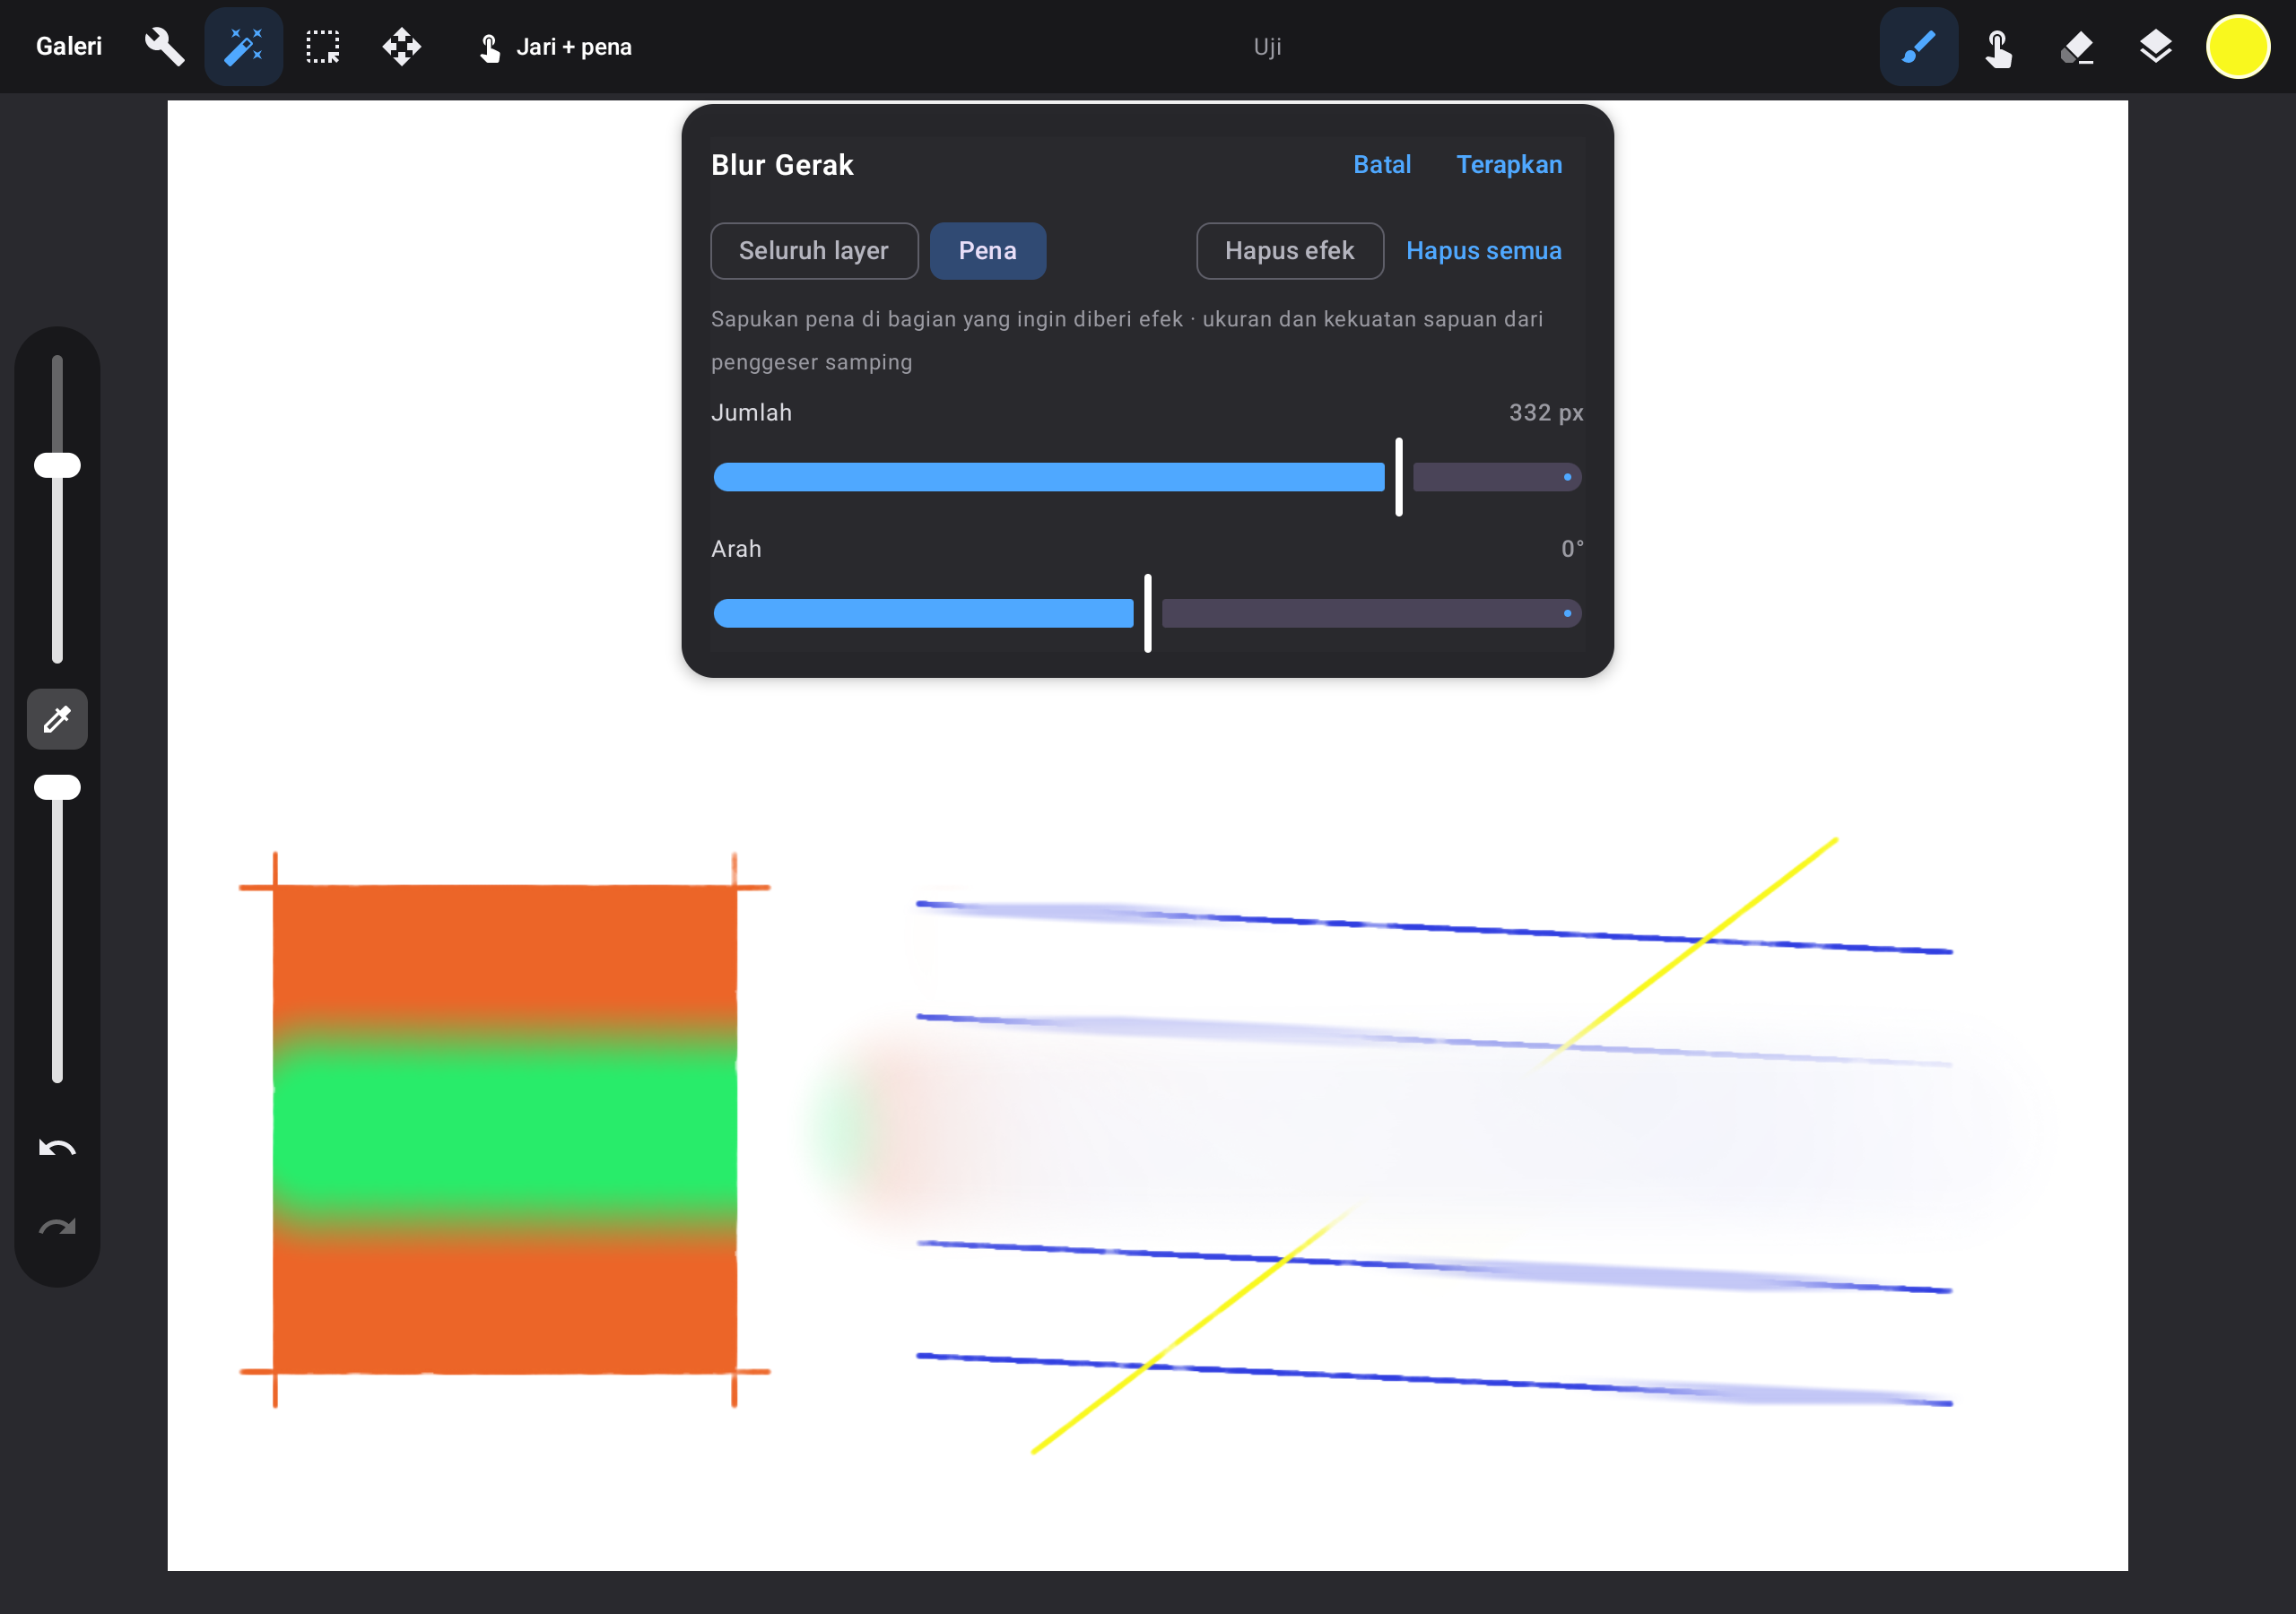 Galeri
Jari + pena
Uji
Blur Gerak
Batal
Terapkan
Seluruh layer
Pena
Hapus efek
Hapus semua
Sapukan pena di bagian yang ingin diberi efek · ukuran dan kekuatan sapuan dari
penggeser samping
Jumlah
332 px
Arah
0°